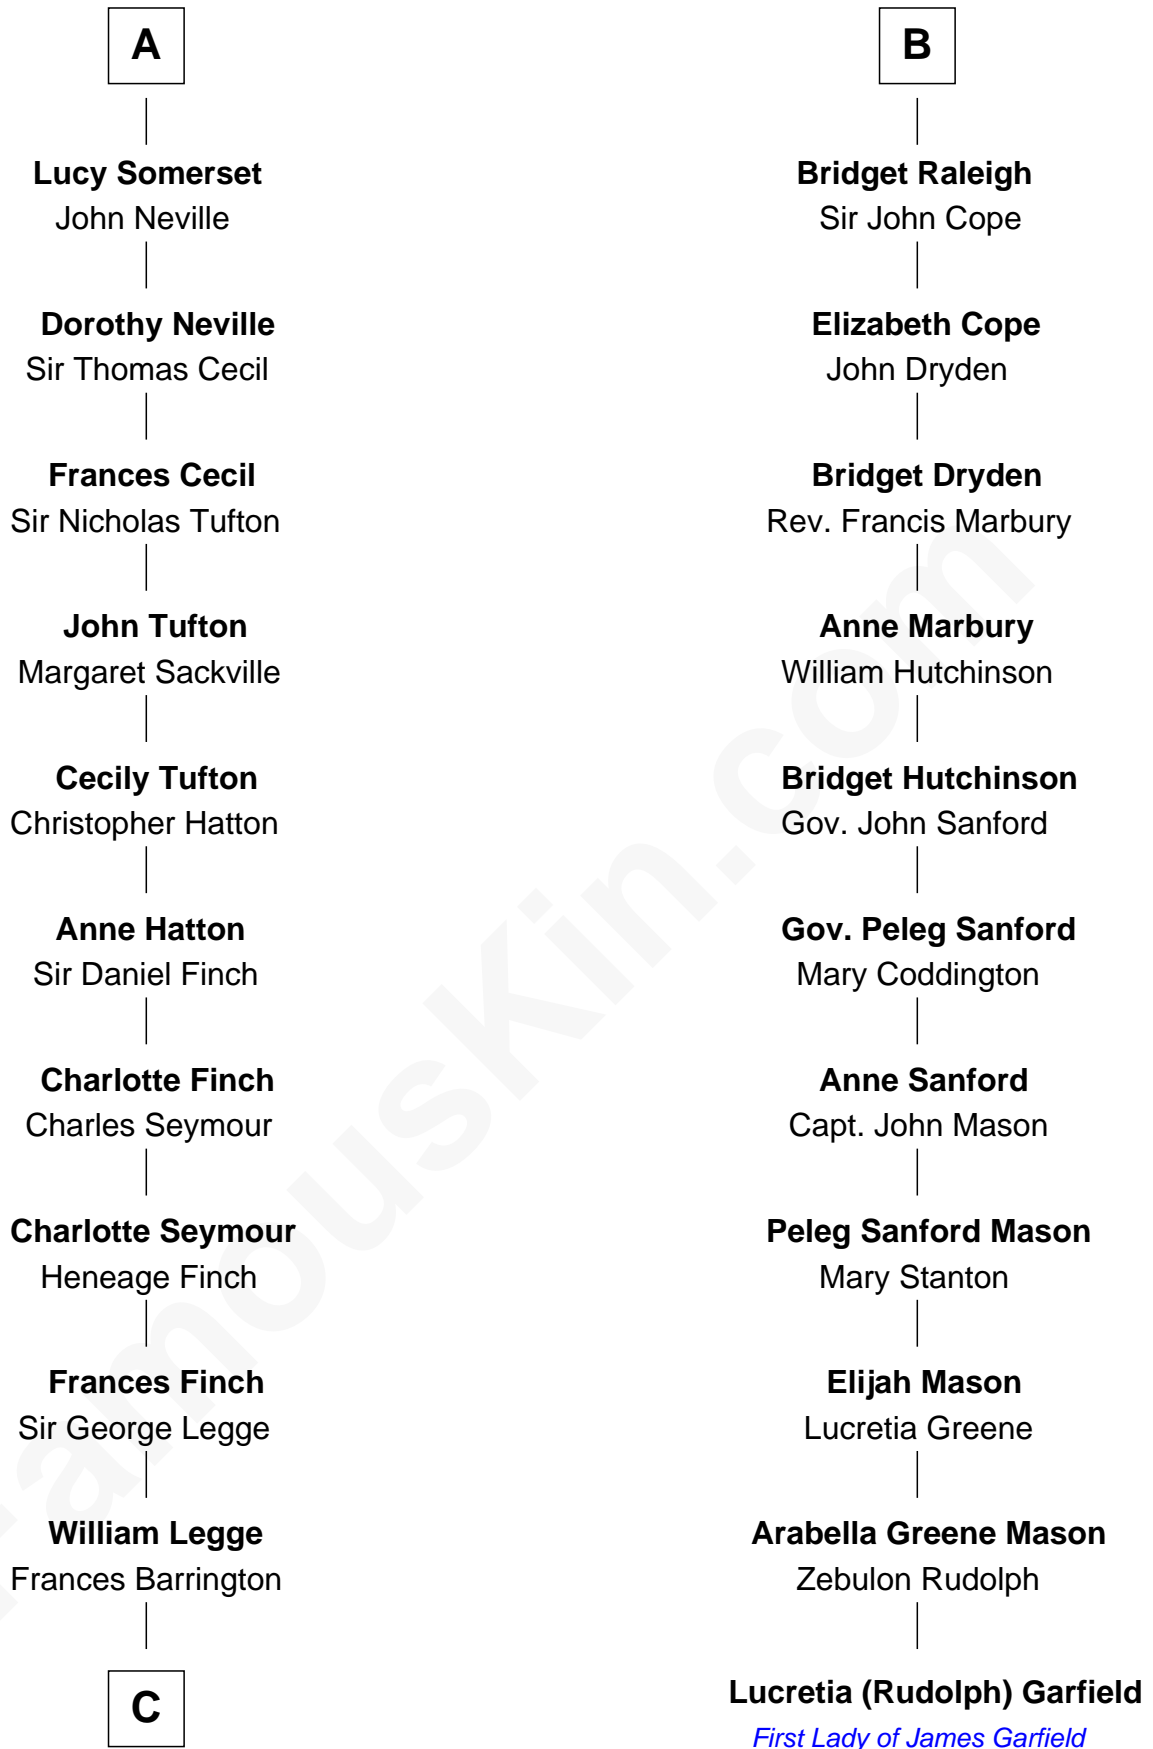 A
Lucy Somerset
John Neville
Dorothy Neville
Sir Thomas Cecil
Frances Cecil
Sir Nicholas Tufton
John Tufton
Margaret Sackville
Cecily Tufton
Christopher Hatton
Anne Hatton
Sir Daniel Finch
Charlotte Finch
Charles Seymour
Charlotte Seymour
Heneage Finch
Frances Finch
Sir George Legge
William Legge
Frances Barrington
C
B
Bridget Raleigh
Sir John Cope
Elizabeth Cope
John Dryden
Bridget Dryden
Rev. Francis Marbury
Anne Marbury
William Hutchinson
Bridget Hutchinson
Gov. John Sanford
Gov. Peleg Sanford
Mary Coddington
Anne Sanford
Capt. John Mason
Peleg Sanford Mason
Mary Stanton
Elijah Mason
Lucretia Greene
Arabella Greene Mason
Zebulon Rudolph
Lucretia (Rudolph) Garfield
First Lady of James Garfield
FamousKin.com